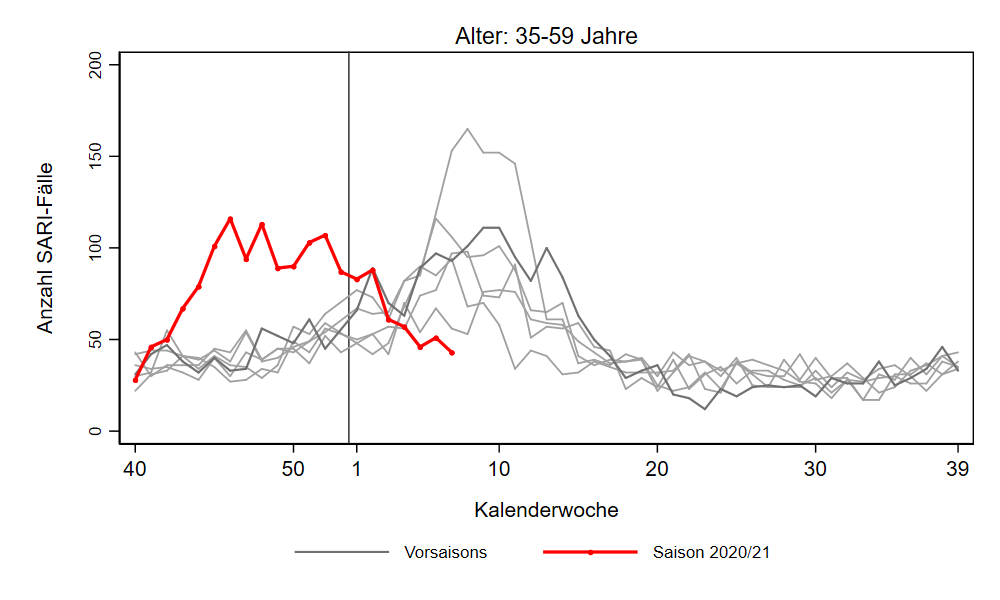 Alter: 35-59 Jahre
200
150
100
50
0
Anzahl SARI-Fälle
40 50 1 10 20 30 39
Kalenderwoche
Vorsaisons Saison 2020/21